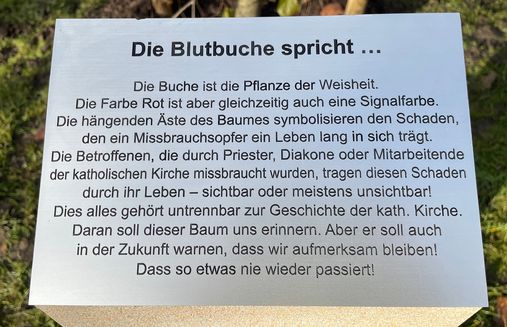 Die Blutbuche spricht ...
Die Buche ist die Pflanze der Weisheit.
Die Farbe Rot ist aber gleichzeitig auch eine Signalfarbe.
Die hängenden Äste des Baumes symbolisieren den Schaden,
den ein Missbrauchsopfer ein Leben lang in sich trägt.
Die Betroffenen, die durch Priester, Diakone oder Mitarbeitende
der katholischen Kirche missbraucht wurden, tragen diesen Schaden
durch ihr Leben – sichtbar oder meistens unsichtbar!
Dies alles gehört untrennbar zur Geschichte der kath. Kirche.
Daran soll dieser Baum uns erinnern. Aber er soll auch
in der Zukunft warnen, dass wir aufmerksam bleiben!
Dass so etwas nie wieder passiert!